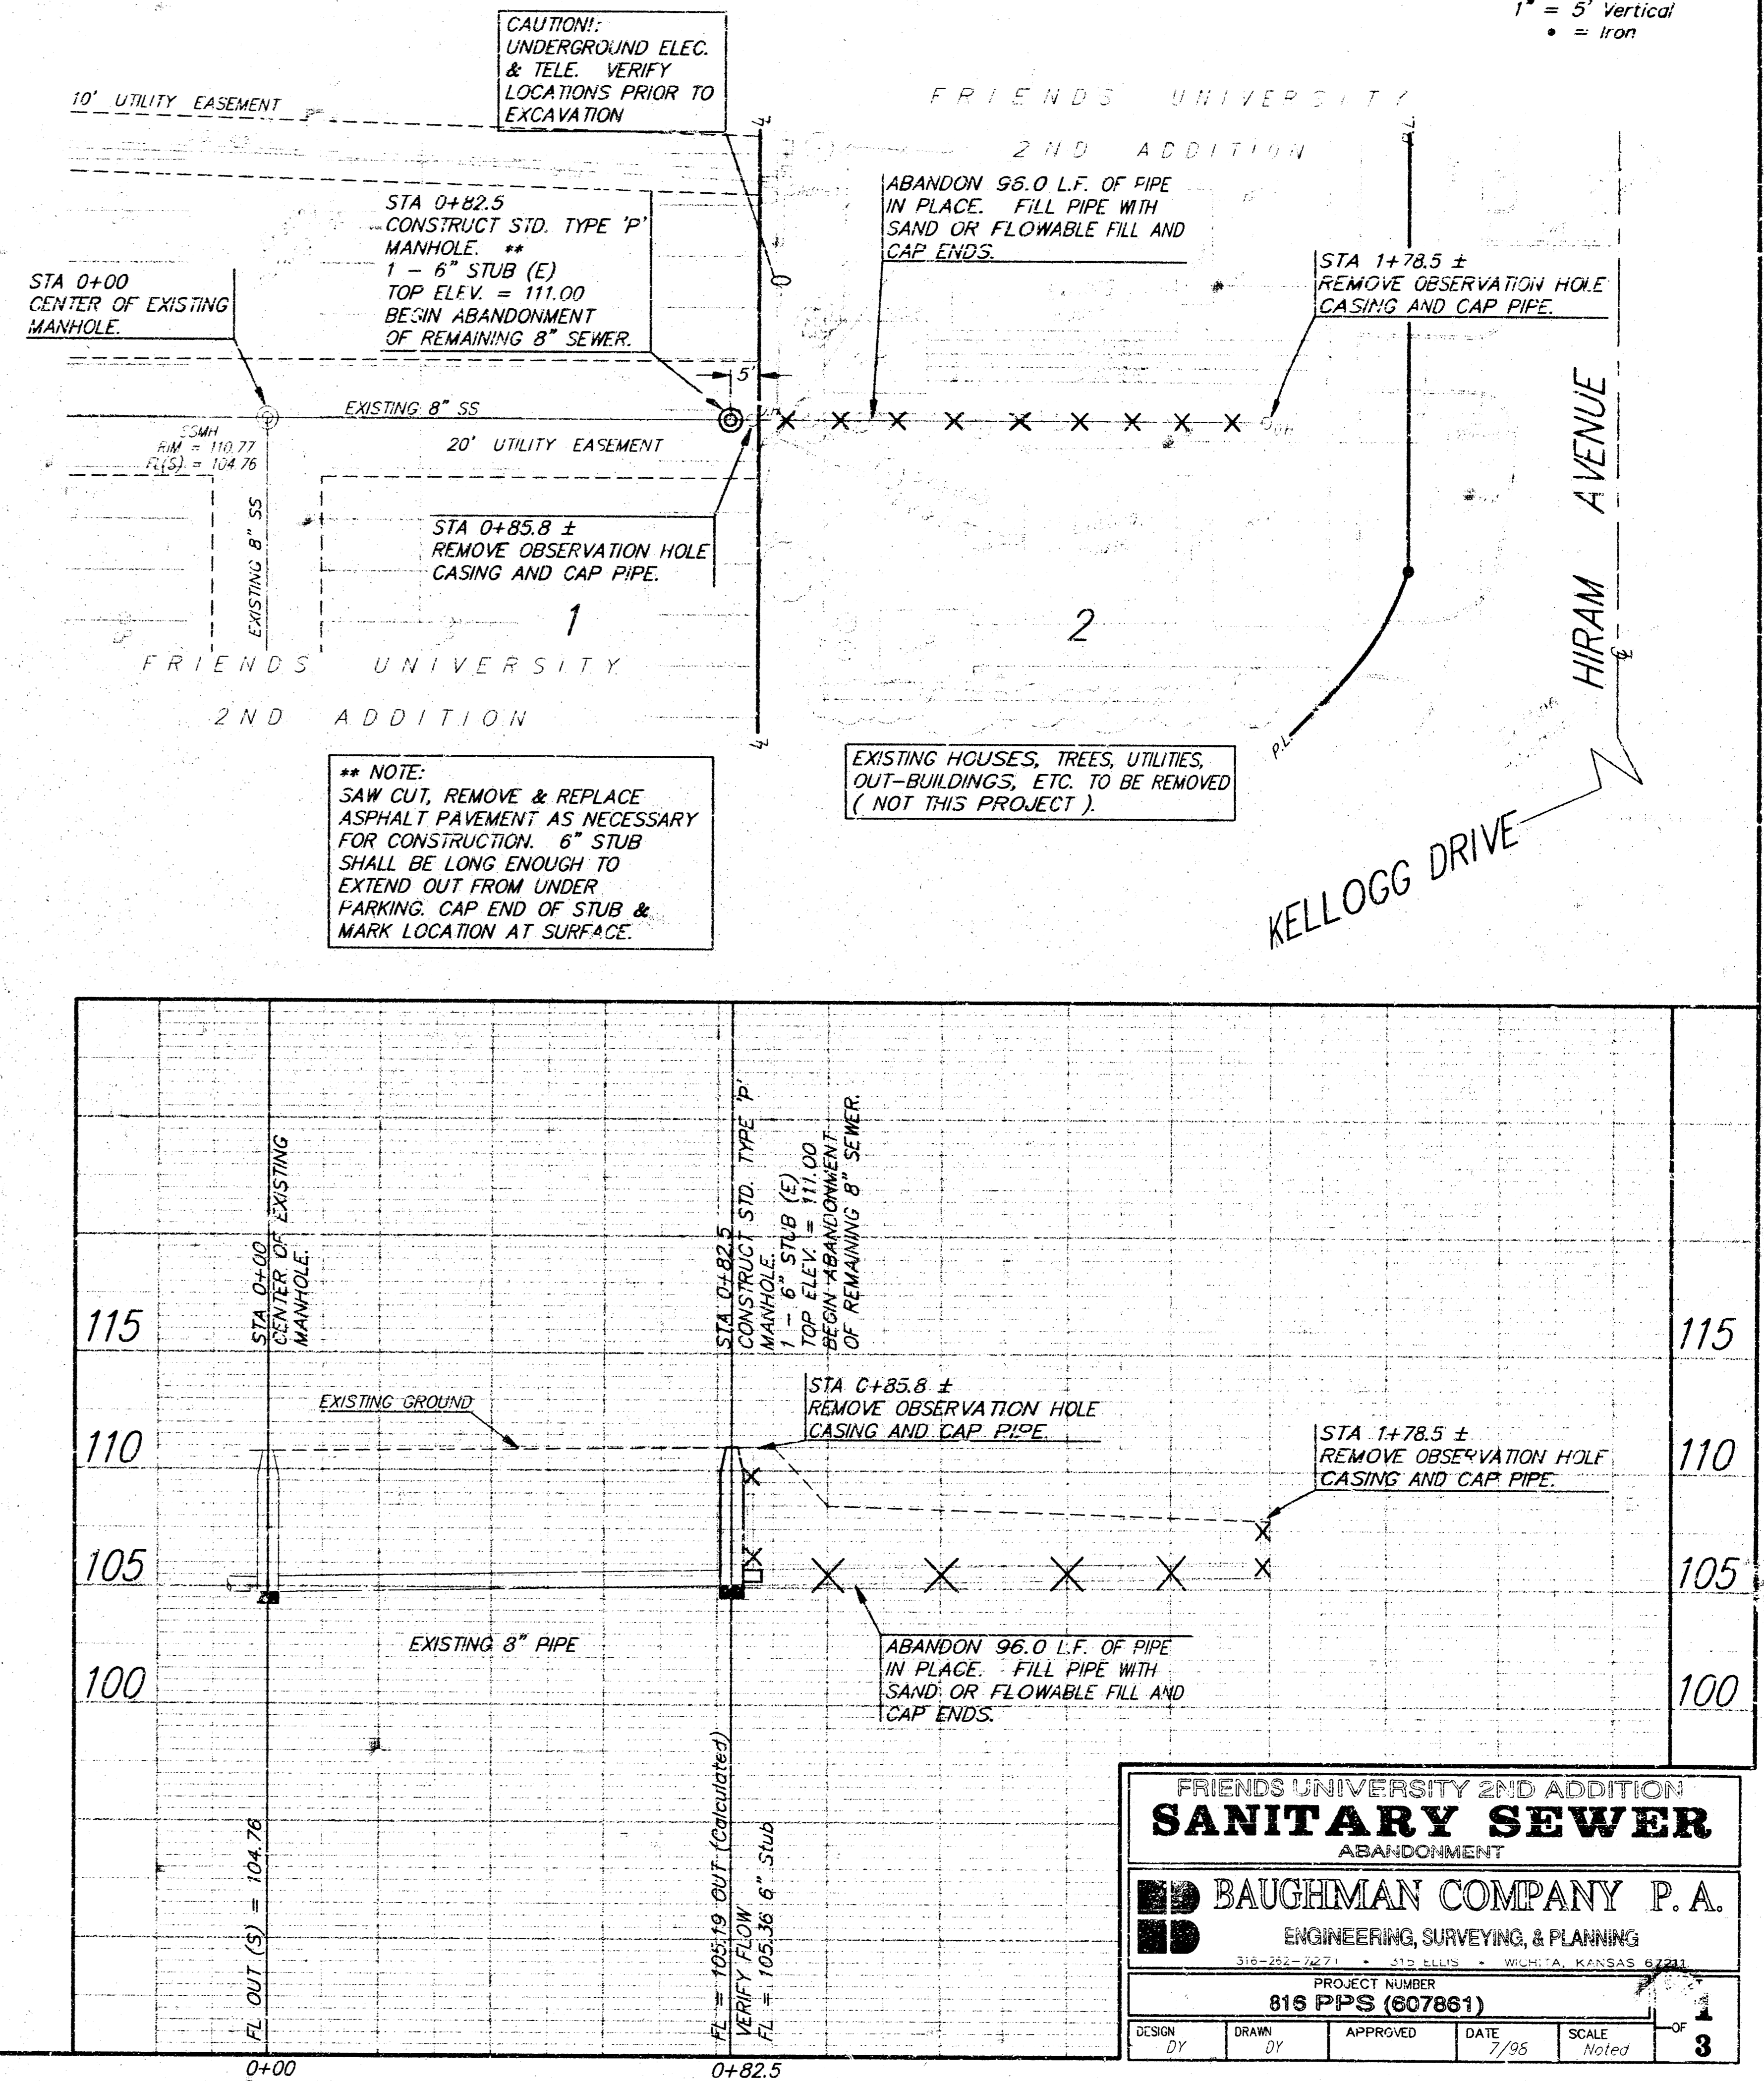 1" = 5' Vertical
• = Iron
CAUTION!:
UNDERGROUND ELEC.
& TELE. VERIFY
LOCATIONS PRIOR TO
EXCAVATION
10' UTILITY EASEMENT
FRIENDS UNIVERSITY
2ND ADDITION
P.L.
STA 0+82.5
CONSTRUCT STD. TYPE 'P'
MANHOLE. **
1 - 6" STUB (E)
TOP ELEV. = 111.00
BEGIN ABANDONMENT
OF REMAINING 8" SEWER.
ABANDON 96.0 L.F. OF PIPE
IN PLACE. FILL PIPE WITH
SAND OR FLOWABLE FILL AND
CAP ENDS.
STA 0+00
CENTER OF EXISTING
MANHOLE.
STA 1+78.5 ±
REMOVE OBSERVATION HOLE
CASING AND CAP PIPE.
5'
EXISTING 8" SS
20' UTILITY EASEMENT
SSMH
RIM = 110.77
FL(S) = 104.76
EXISTING 8" SS
STA 0+85.8 ±
REMOVE OBSERVATION HOLE
CASING AND CAP PIPE.
1
2
HIRAM AVENUE
FRIENDS UNIVERSITY
2ND ADDITION
P.L.
** NOTE:
SAW CUT, REMOVE & REPLACE
ASPHALT PAVEMENT AS NECESSARY
FOR CONSTRUCTION. 6" STUB
SHALL BE LONG ENOUGH TO
EXTEND OUT FROM UNDER
PARKING. CAP END OF STUB &
MARK LOCATION AT SURFACE.
EXISTING HOUSES, TREES, UTILITIES,
OUT-BUILDINGS, ETC. TO BE REMOVED
( NOT THIS PROJECT ).
KELLOGG DRIVE
STA 0+00
CENTER OF EXISTING
MANHOLE.
STA 0+82.5
CONSTRUCT STD. TYPE 'P'
MANHOLE.
1 - 6" STUB (E)
TOP ELEV. = 111.00
BEGIN ABANDONMENT
OF REMAINING 8" SEWER.
115
115
EXISTING GROUND
STA 0+85.8 ±
REMOVE OBSERVATION HOLE
CASING AND CAP PIPE.
STA 1+78.5 ±
REMOVE OBSERVATION HOLE
CASING AND CAP PIPE.
110
110
105
105
EXISTING 8" PIPE
ABANDON 96.0 L.F. OF PIPE
IN PLACE. FILL PIPE WITH
SAND OR FLOWABLE FILL AND
CAP ENDS.
100
100
FL OUT (S) = 104.76
FL = 105.19 OUT (Calculated)
VERIFY FLOW
FL = 105.36 6" Stub
0+00
0+82.5
FRIENDS UNIVERSITY 2ND ADDITION
SANITARY SEWER
ABANDONMENT
BAUGHMAN COMPANY P. A.
ENGINEERING, SURVEYING, & PLANNING
316-262-7271 • 315 ELLIS • WICHITA, KANSAS 67211
PROJECT NUMBER
816 PPS (607861)
1
OF
3
DESIGN
DY
DRAWN
DY
APPROVED
DATE
7/98
SCALE
Noted